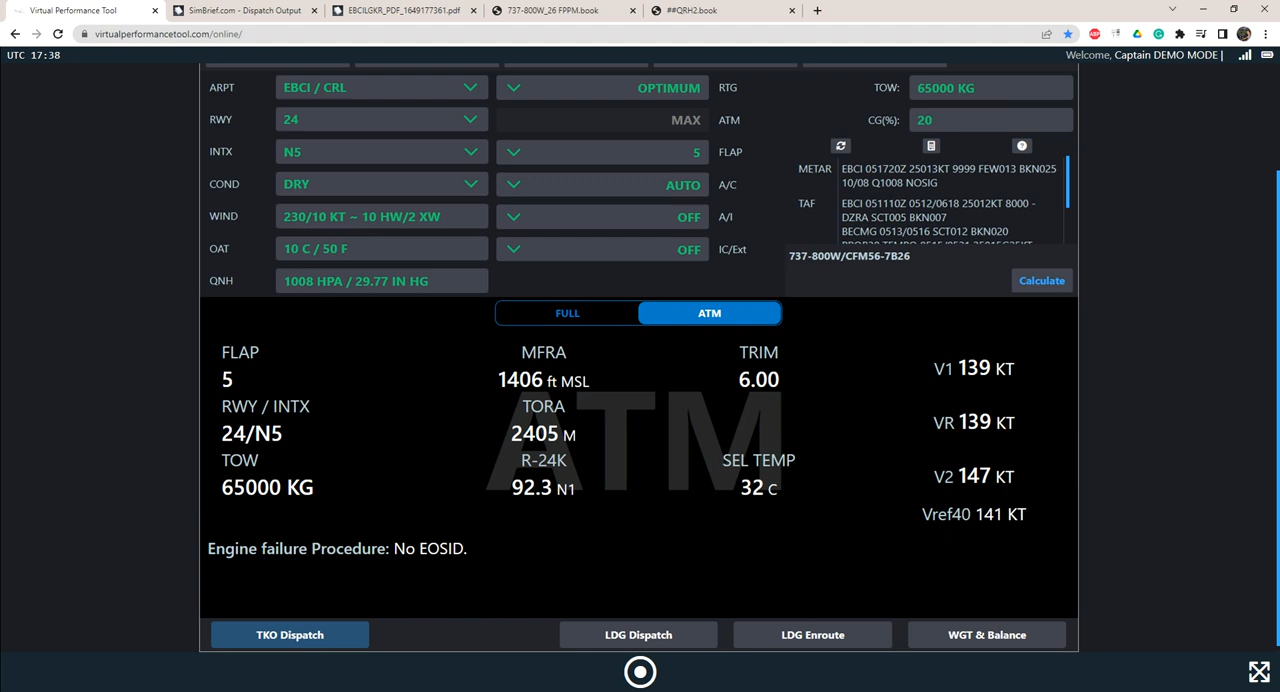 Virtual Performance Tool
SimBrief.com - Dispatch Output
EBCILGKR_PDF_1649177361.pdf
737-800W_26 FPPM.book
##QRH2.book
virtualperformancetool.com/online/
ABP
UTC 17:38
Welcome, Captain DEMO MODE |
ARPT EBCI / CRL OPTIMUM RTG TOW: 65000 KG
RWY 24 MAX ATM CG(%): 20
INTX N5 5 FLAP
COND DRY AUTO A/C
WIND 230/10 KT ~ 10 HW/2 XW OFF A/I
OAT 10 C / 50 F OFF IC/Ext
QNH 1008 HPA / 29.77 IN HG
METAR EBCI 051720Z 25013KT 9999 FEW013 BKN025
10/08 Q1008 NOSIG
TAF EBCI 051110Z 0512/0618 25012KT 8000 -
DZRA SCT005 BKN007
BECMG 0513/0516 SCT012 BKN020
737-800W/CFM56-7B26
Calculate
FULL ATM
FLAP MFRA TRIM
5 1406 ft MSL 6.00
V1 139 KT
RWY / INTX TORA
24/N5 2405 M
VR 139 KT
TOW R-24K SEL TEMP
65000 KG 92.3 N1 32 C
V2 147 KT
Vref40 141 KT
ATM
Engine failure Procedure: No EOSID.
TKO Dispatch LDG Dispatch LDG Enroute WGT & Balance